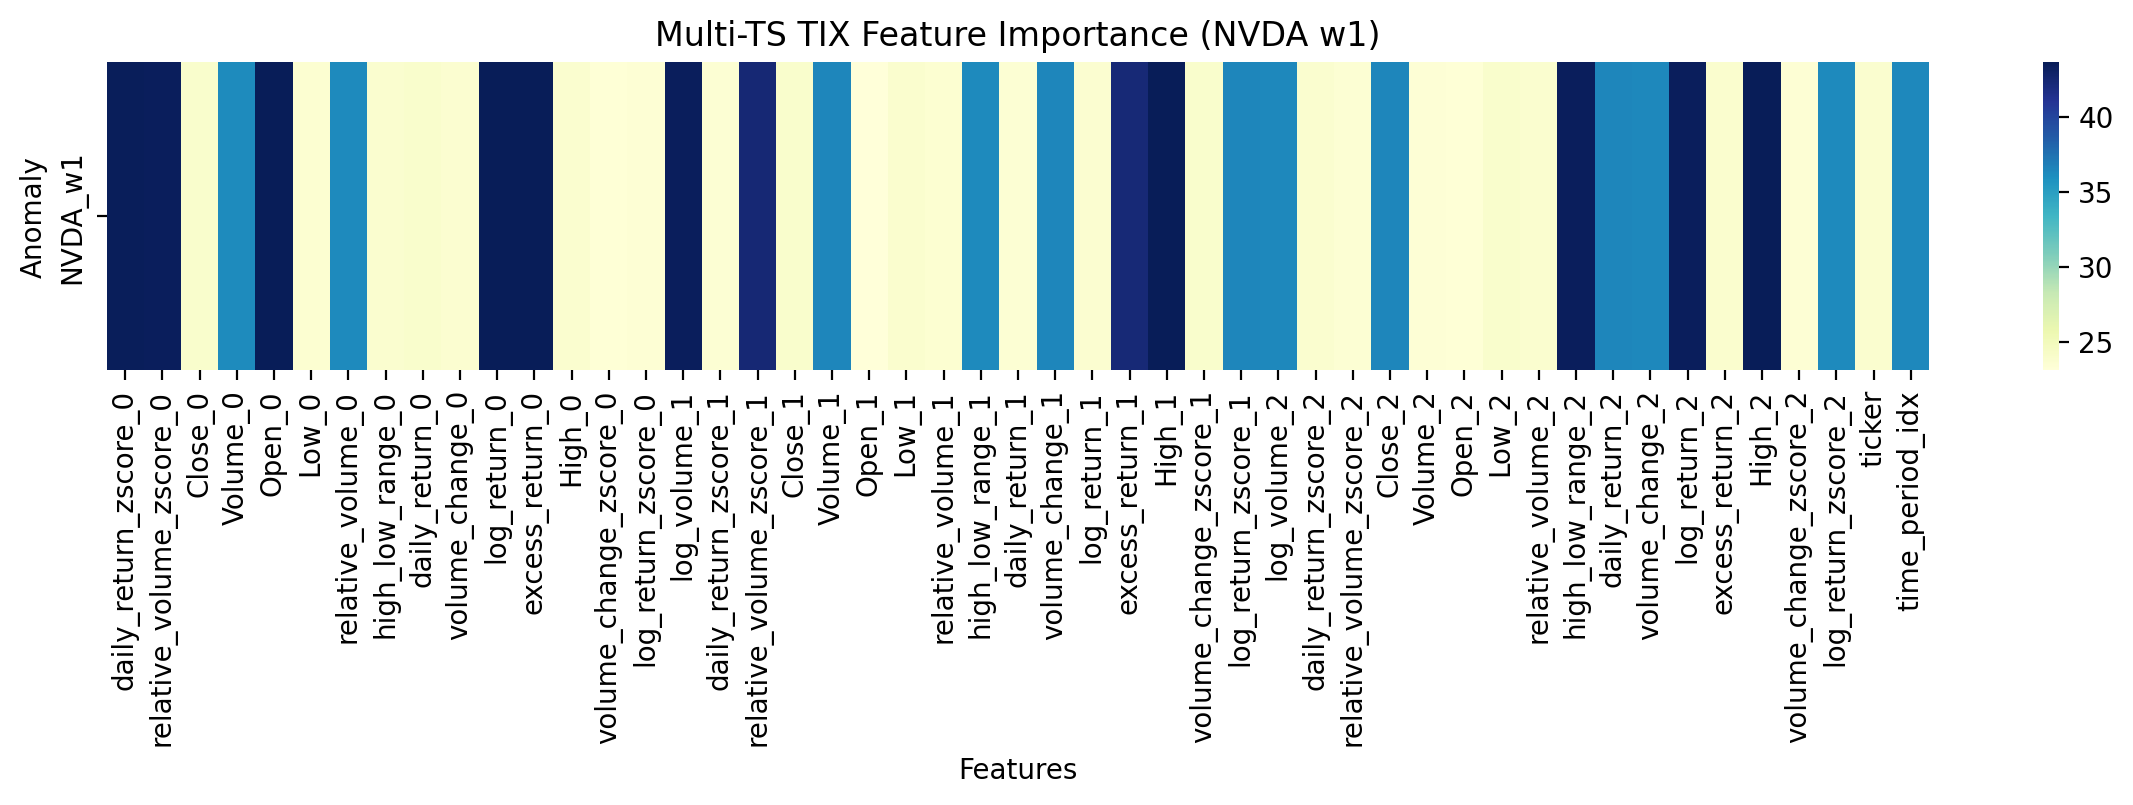 Multi-TS TIX Feature Importance (NVDA w1)
Anomaly
NVDA_w1
40
35
30
25
daily_return_zscore_0
relative_volume_zscore_0
Close_0
Volume_0
Open_0
Low_0
relative_volume_0
high_low_range_0
daily_return_0
volume_change_0
log_return_0
excess_return_0
High_0
volume_change_zscore_0
log_return_zscore_0
log_volume_1
daily_return_zscore_1
relative_volume_zscore_1
Close_1
Volume_1
Open_1
Low_1
relative_volume_1
high_low_range_1
daily_return_1
volume_change_1
log_return_1
excess_return_1
High_1
volume_change_zscore_1
log_return_zscore_1
log_volume_2
daily_return_zscore_2
relative_volume_zscore_2
Close_2
Volume_2
Open_2
Low_2
relative_volume_2
high_low_range_2
daily_return_2
volume_change_2
log_return_2
excess_return_2
High_2
volume_change_zscore_2
log_return_zscore_2
ticker
time_period_idx
Features